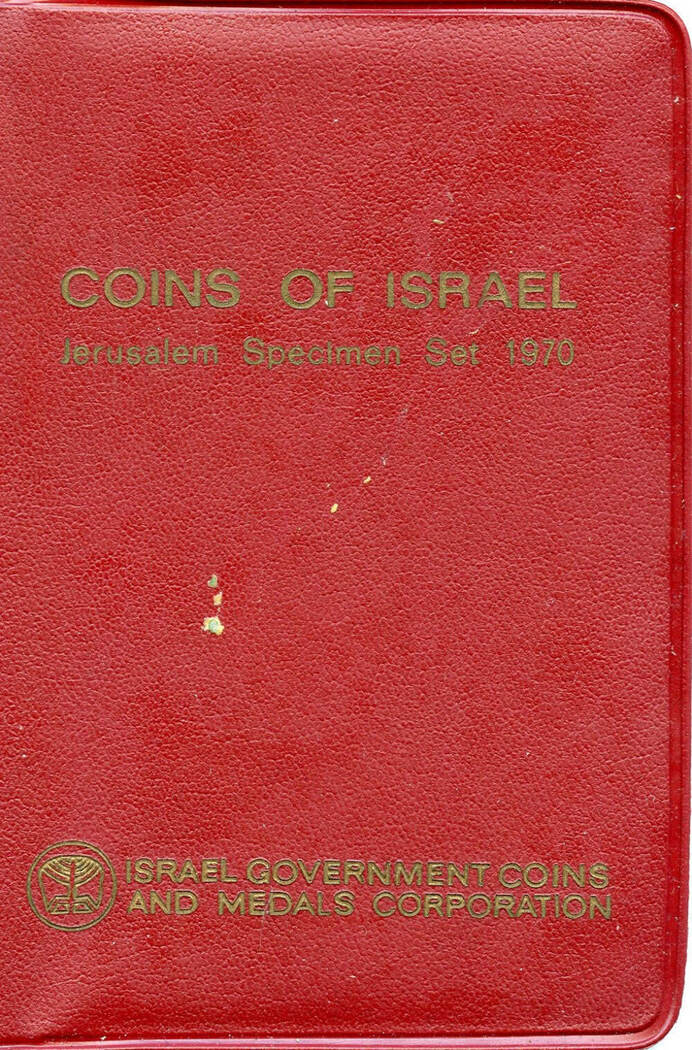 COINS OF ISRAEL
Jerusalem Specimen Set 1970
ISRAEL GOVERNMENT COINS
AND MEDALS CORPORATION